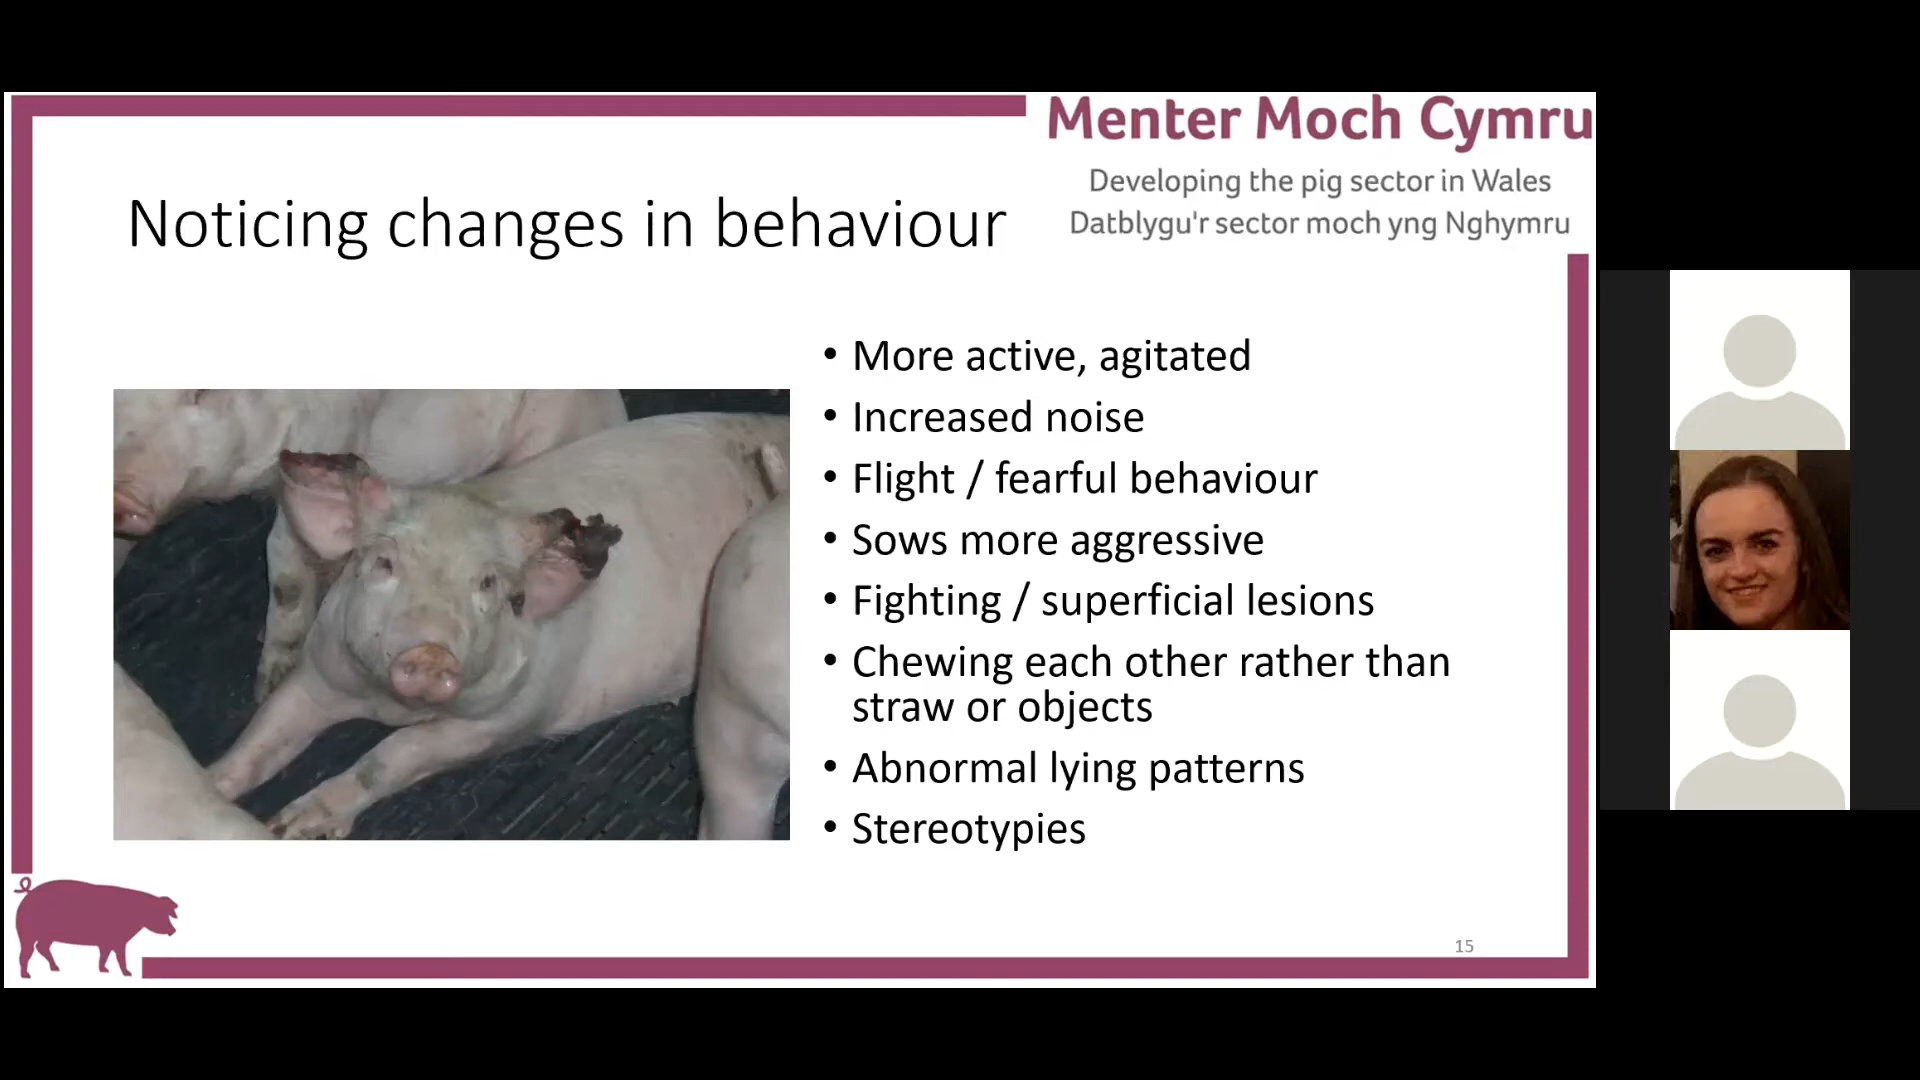 Menter Moch Cymru
Developing the pig sector in Wales
Datblygu'r sector moch yng Nghymru
Noticing changes in behaviour
• More active, agitated
• Increased noise
• Flight / fearful behaviour
• Sows more aggressive
• Fighting / superficial lesions
• Chewing each other rather than
straw or objects
• Abnormal lying patterns
• Stereotypies
15